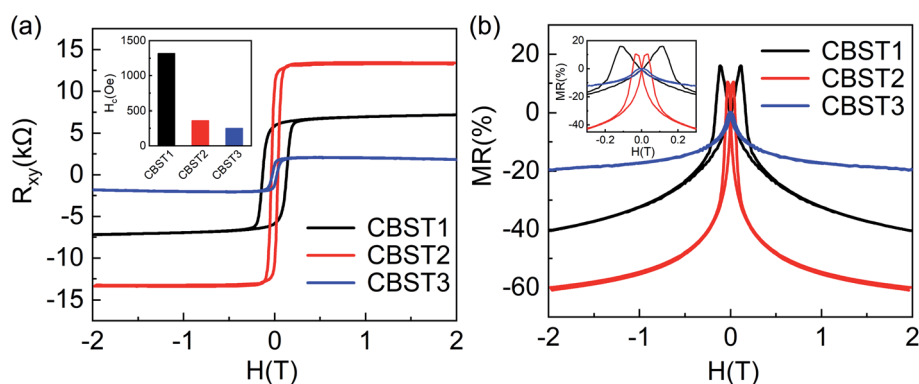 (a)
15
10
5
0
-5
-10
-15
Rxy(kΩ)
-2
-1
0
1
2
H(T)
1500
1000
500
0
Hc(Oe)
CBST1
CBST2
CBST3
CBST1
CBST2
CBST3
(b)
20
0
-20
-40
-60
MR(%)
-2
-1
0
1
2
H(T)
20
0
-20
-40
MR(%)
-0.2
0.0
0.2
H(T)
CBST1
CBST2
CBST3